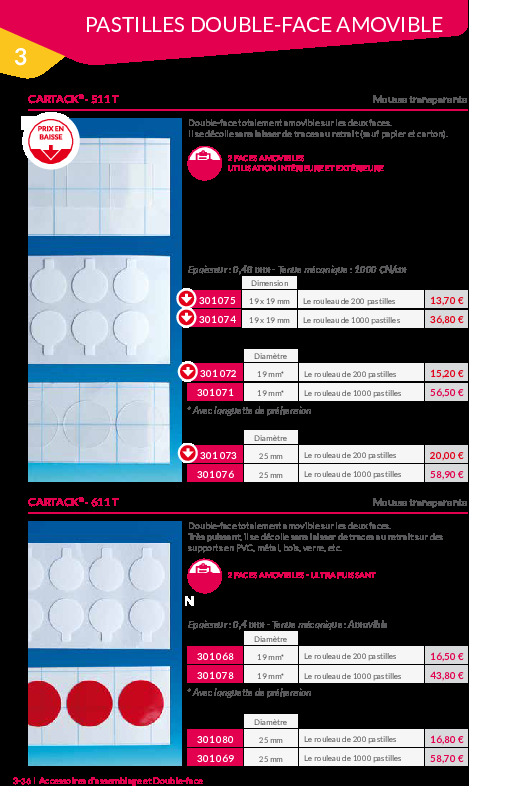 PASTILLES DOUBLE-FACE AMOVIBLE
3
CARTACK® - 511T
Mousse transparente
PRIX EN
BAISSE
Double-face totalement amovible sur les deux faces.
Il se décolle sans laisser de traces au retrait (sauf papier et carton).
2 FACES AMOVIBLES
UTILISATION INTÉRIEURE ET EXTÉRIEURE
Epaisseur : 0,48 mm - Tenue mécanique : 1000 CN/cm
Dimension
301075 19 x 19 mm Le rouleau de 200 pastilles 13,70 €
301074 19 x 19 mm Le rouleau de 1000 pastilles 36,80 €
Diamètre
301072 19 mm* Le rouleau de 200 pastilles 15,20 €
301071 19 mm* Le rouleau de 1000 pastilles 56,50 €
* Avec languette de préhension
Diamètre
301073 25 mm Le rouleau de 200 pastilles 20,00 €
301076 25 mm Le rouleau de 1000 pastilles 58,90 €
CARTACK® - 611T
Mousse transparente
Double-face totalement amovible sur les deux faces.
Très puissant, il se décolle sans laisser de traces au retrait sur des
supports en PVC, métal, bois, verre, etc.
2 FACES AMOVIBLES - ULTRA PUISSANT
N
Epaisseur : 0,4 mm - Tenue mécanique : Amovible
Diamètre
301068 19 mm* Le rouleau de 200 pastilles 16,50 €
301078 19 mm* Le rouleau de 1000 pastilles 43,80 €
* Avec languette de préhension
Diamètre
301080 25 mm Le rouleau de 200 pastilles 16,80 €
301069 25 mm Le rouleau de 1000 pastilles 58,70 €
3-36 I Accessoires d'assemblage et Double-face